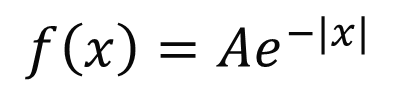 f(x) = Ae^{-|x|}